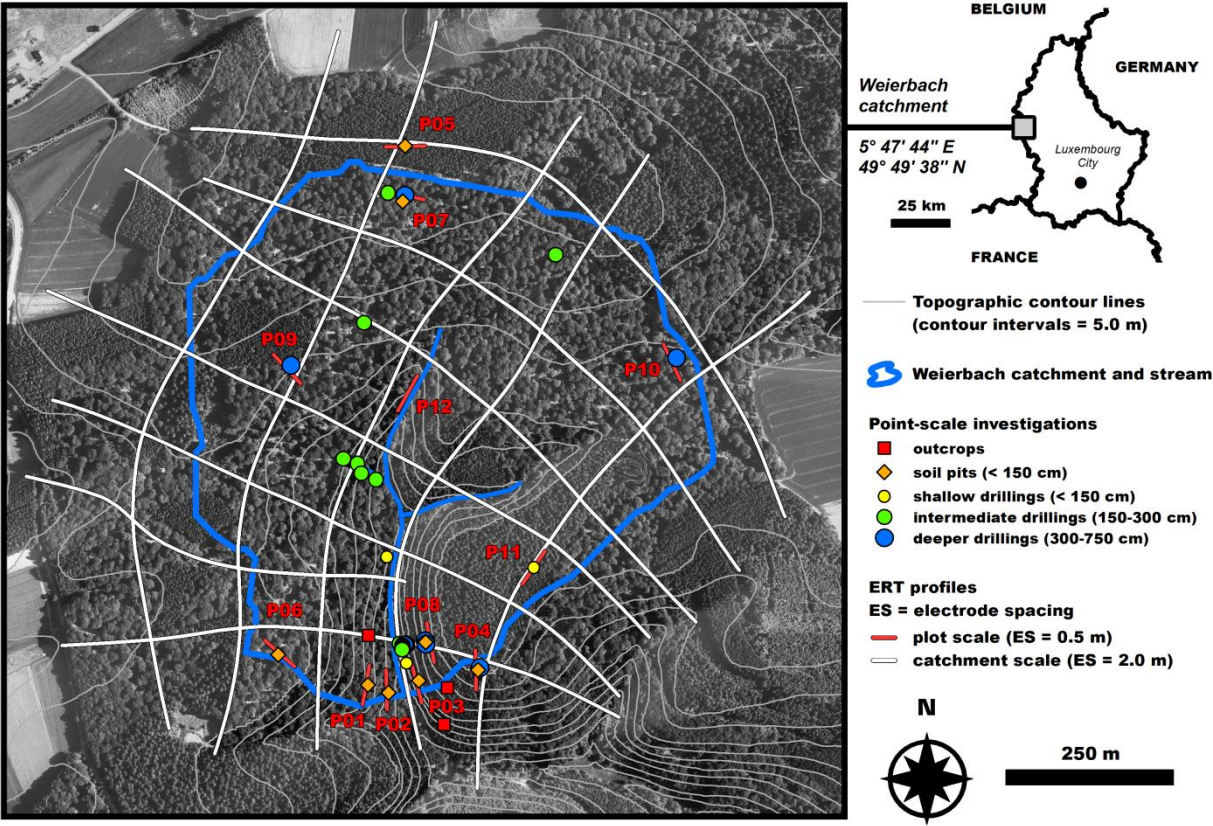 P05
P07
P09
P10
P12
P11
P06
P08
P04
P01
P02
P03
BELGIUM
GERMANY
Weierbach
catchment
5° 47' 44" E
49° 49' 38" N
Luxembourg
City
25 km
FRANCE
Topographic contour lines
(contour intervals = 5.0 m)
Weierbach catchment and stream
Point-scale investigations
outcrops
soil pits (< 150 cm)
shallow drillings (< 150 cm)
intermediate drillings (150-300 cm)
deeper drillings (300-750 cm)
ERT profiles
ES = electrode spacing
plot scale (ES = 0.5 m)
catchment scale (ES = 2.0 m)
N
250 m